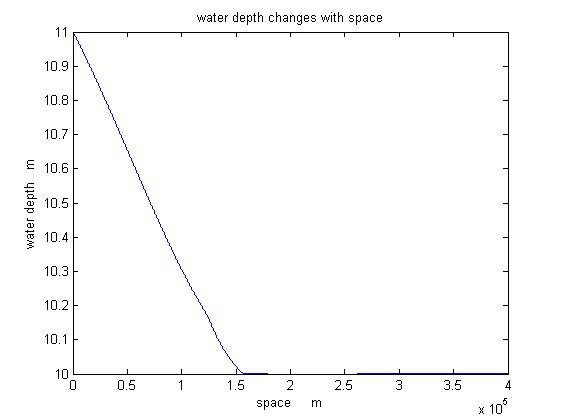 water depth changes with space
11
10.9
10.8
10.7
10.6
10.5
10.4
10.3
10.2
10.1
10
water depth   m
0 0.5 1 1.5 2 2.5 3 3.5 4
x 10^5
space      m